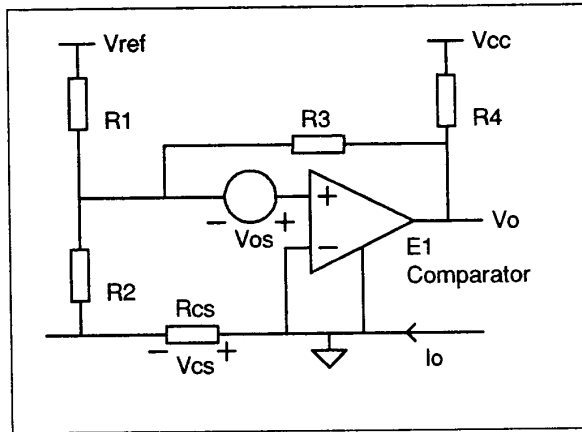 Vref
Vcc
R1
R3
R4
+
− Vos +
−
Vo
E1
Comparator
R2
Rcs
− Vcs +
Io